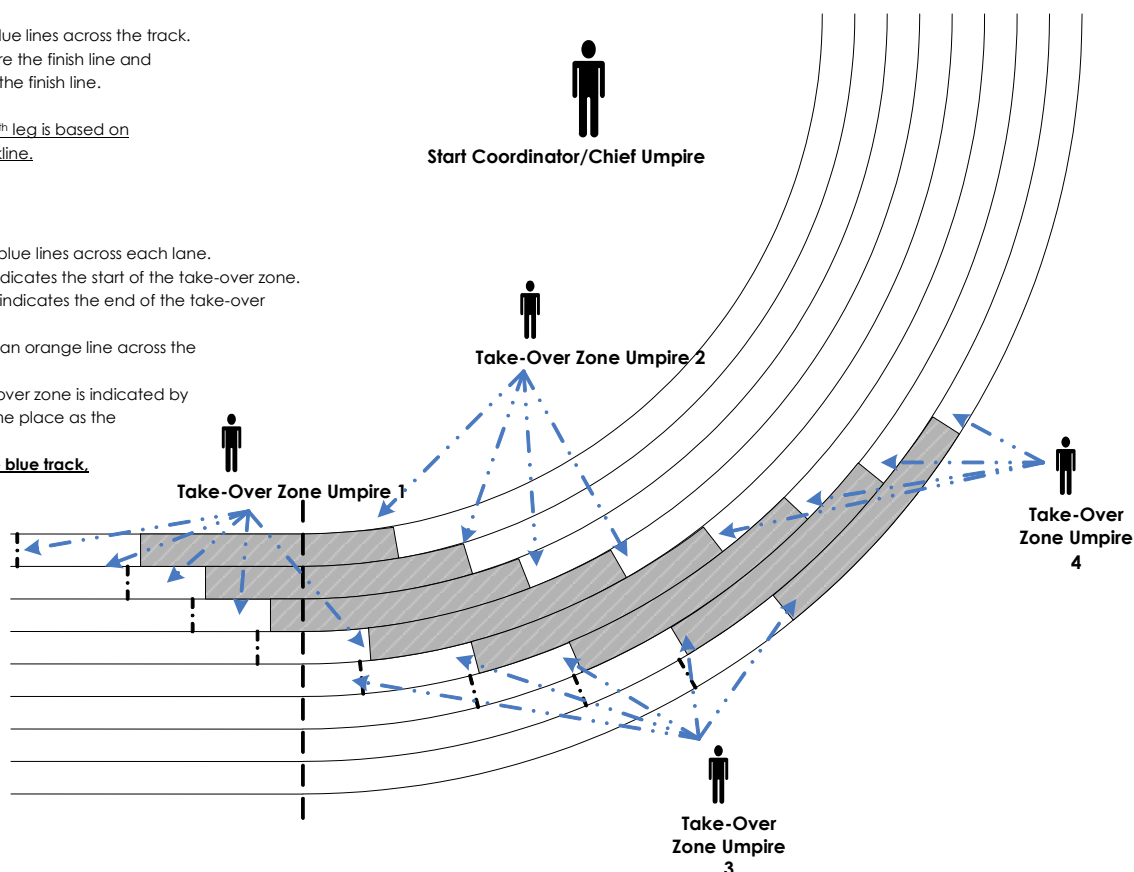 lue lines across the track.
re the finish line and
the finish line.
th leg is based on
kline.
blue lines across each lane.
dicates the start of the take-over zone.
indicates the end of the take-over
an orange line across the
over zone is indicated by
ne place as the
blue track,
Start Coordinator/Chief Umpire
Take-Over Zone Umpire 2
Take-Over Zone Umpire 1
Take-Over
Zone Umpire
4
Take-Over
Zone Umpire
3